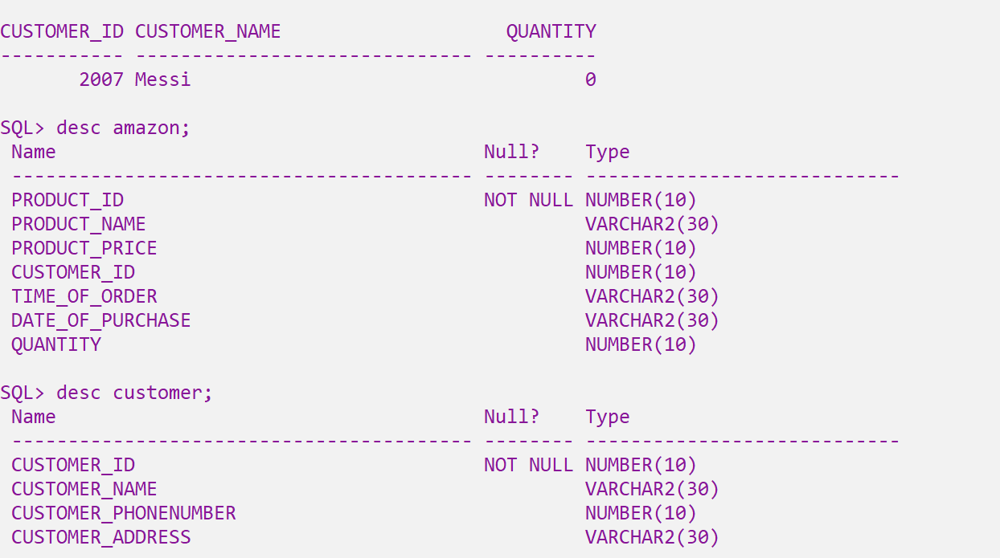 CUSTOMER_ID CUSTOMER_NAME                    QUANTITY
----------- ------------------------------ ----------
       2007 Messi                                   0
SQL> desc amazon;
 Name                                      Null?    Type
 ----------------------------------------- -------- ----------------------------
 PRODUCT_ID                                NOT NULL NUMBER(10)
 PRODUCT_NAME                                       VARCHAR2(30)
 PRODUCT_PRICE                                      NUMBER(10)
 CUSTOMER_ID                                        NUMBER(10)
 TIME_OF_ORDER                                      VARCHAR2(30)
 DATE_OF_PURCHASE                                   VARCHAR2(30)
 QUANTITY                                           NUMBER(10)
SQL> desc customer;
 Name                                      Null?    Type
 ----------------------------------------- -------- ----------------------------
 CUSTOMER_ID                               NOT NULL NUMBER(10)
 CUSTOMER_NAME                                      VARCHAR2(30)
 CUSTOMER_PHONENUMBER                               NUMBER(10)
 CUSTOMER_ADDRESS                                   VARCHAR2(30)